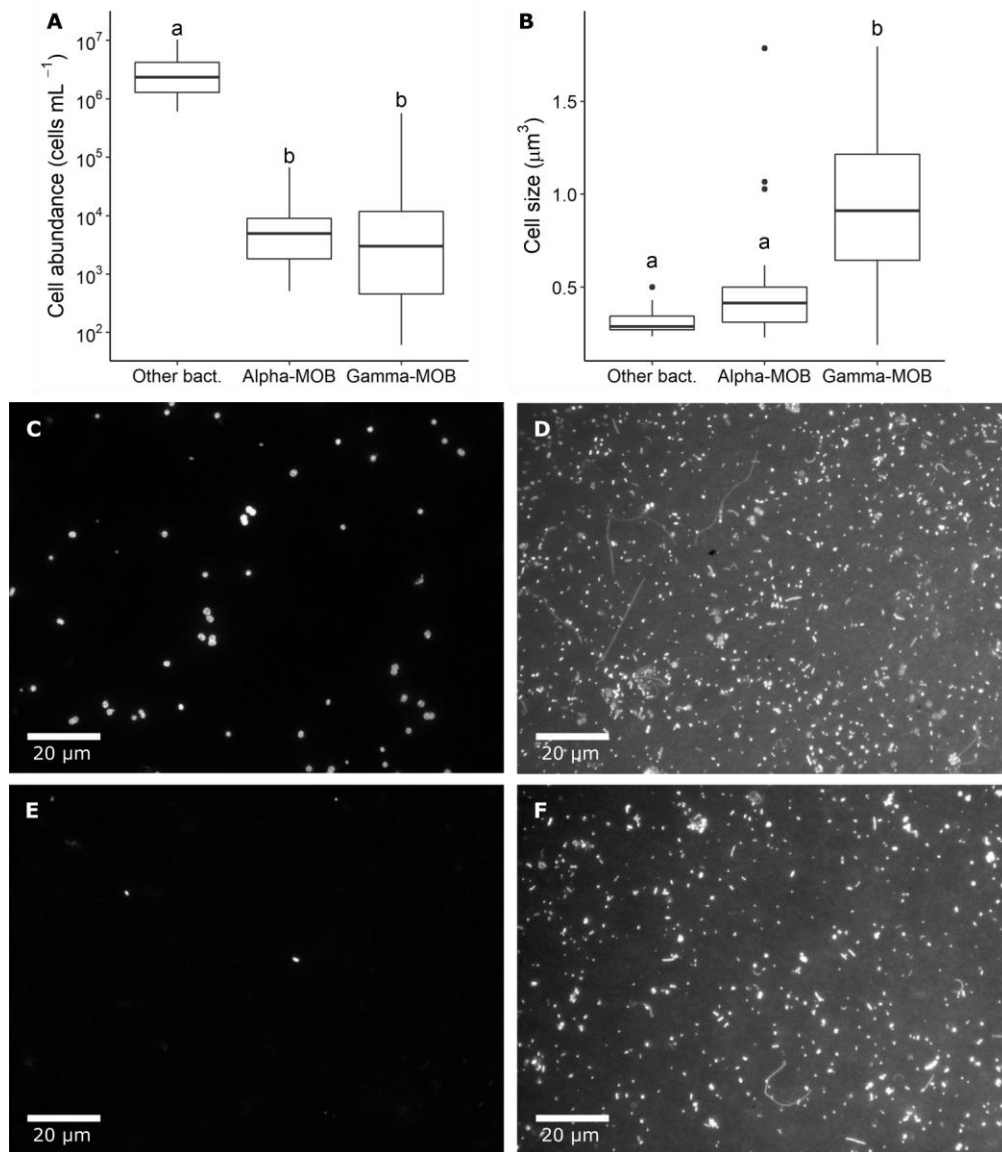 A
Cell abundance (cells mL ⁻¹)
10⁷
10⁶
10⁵
10⁴
10³
10²
a
b
b
Other bact.
Alpha-MOB
Gamma-MOB
B
Cell size (µm³)
1.5
1.0
0.5
a
a
b
Other bact.
Alpha-MOB
Gamma-MOB
C
20 µm
D
20 µm
E
20 µm
F
20 µm